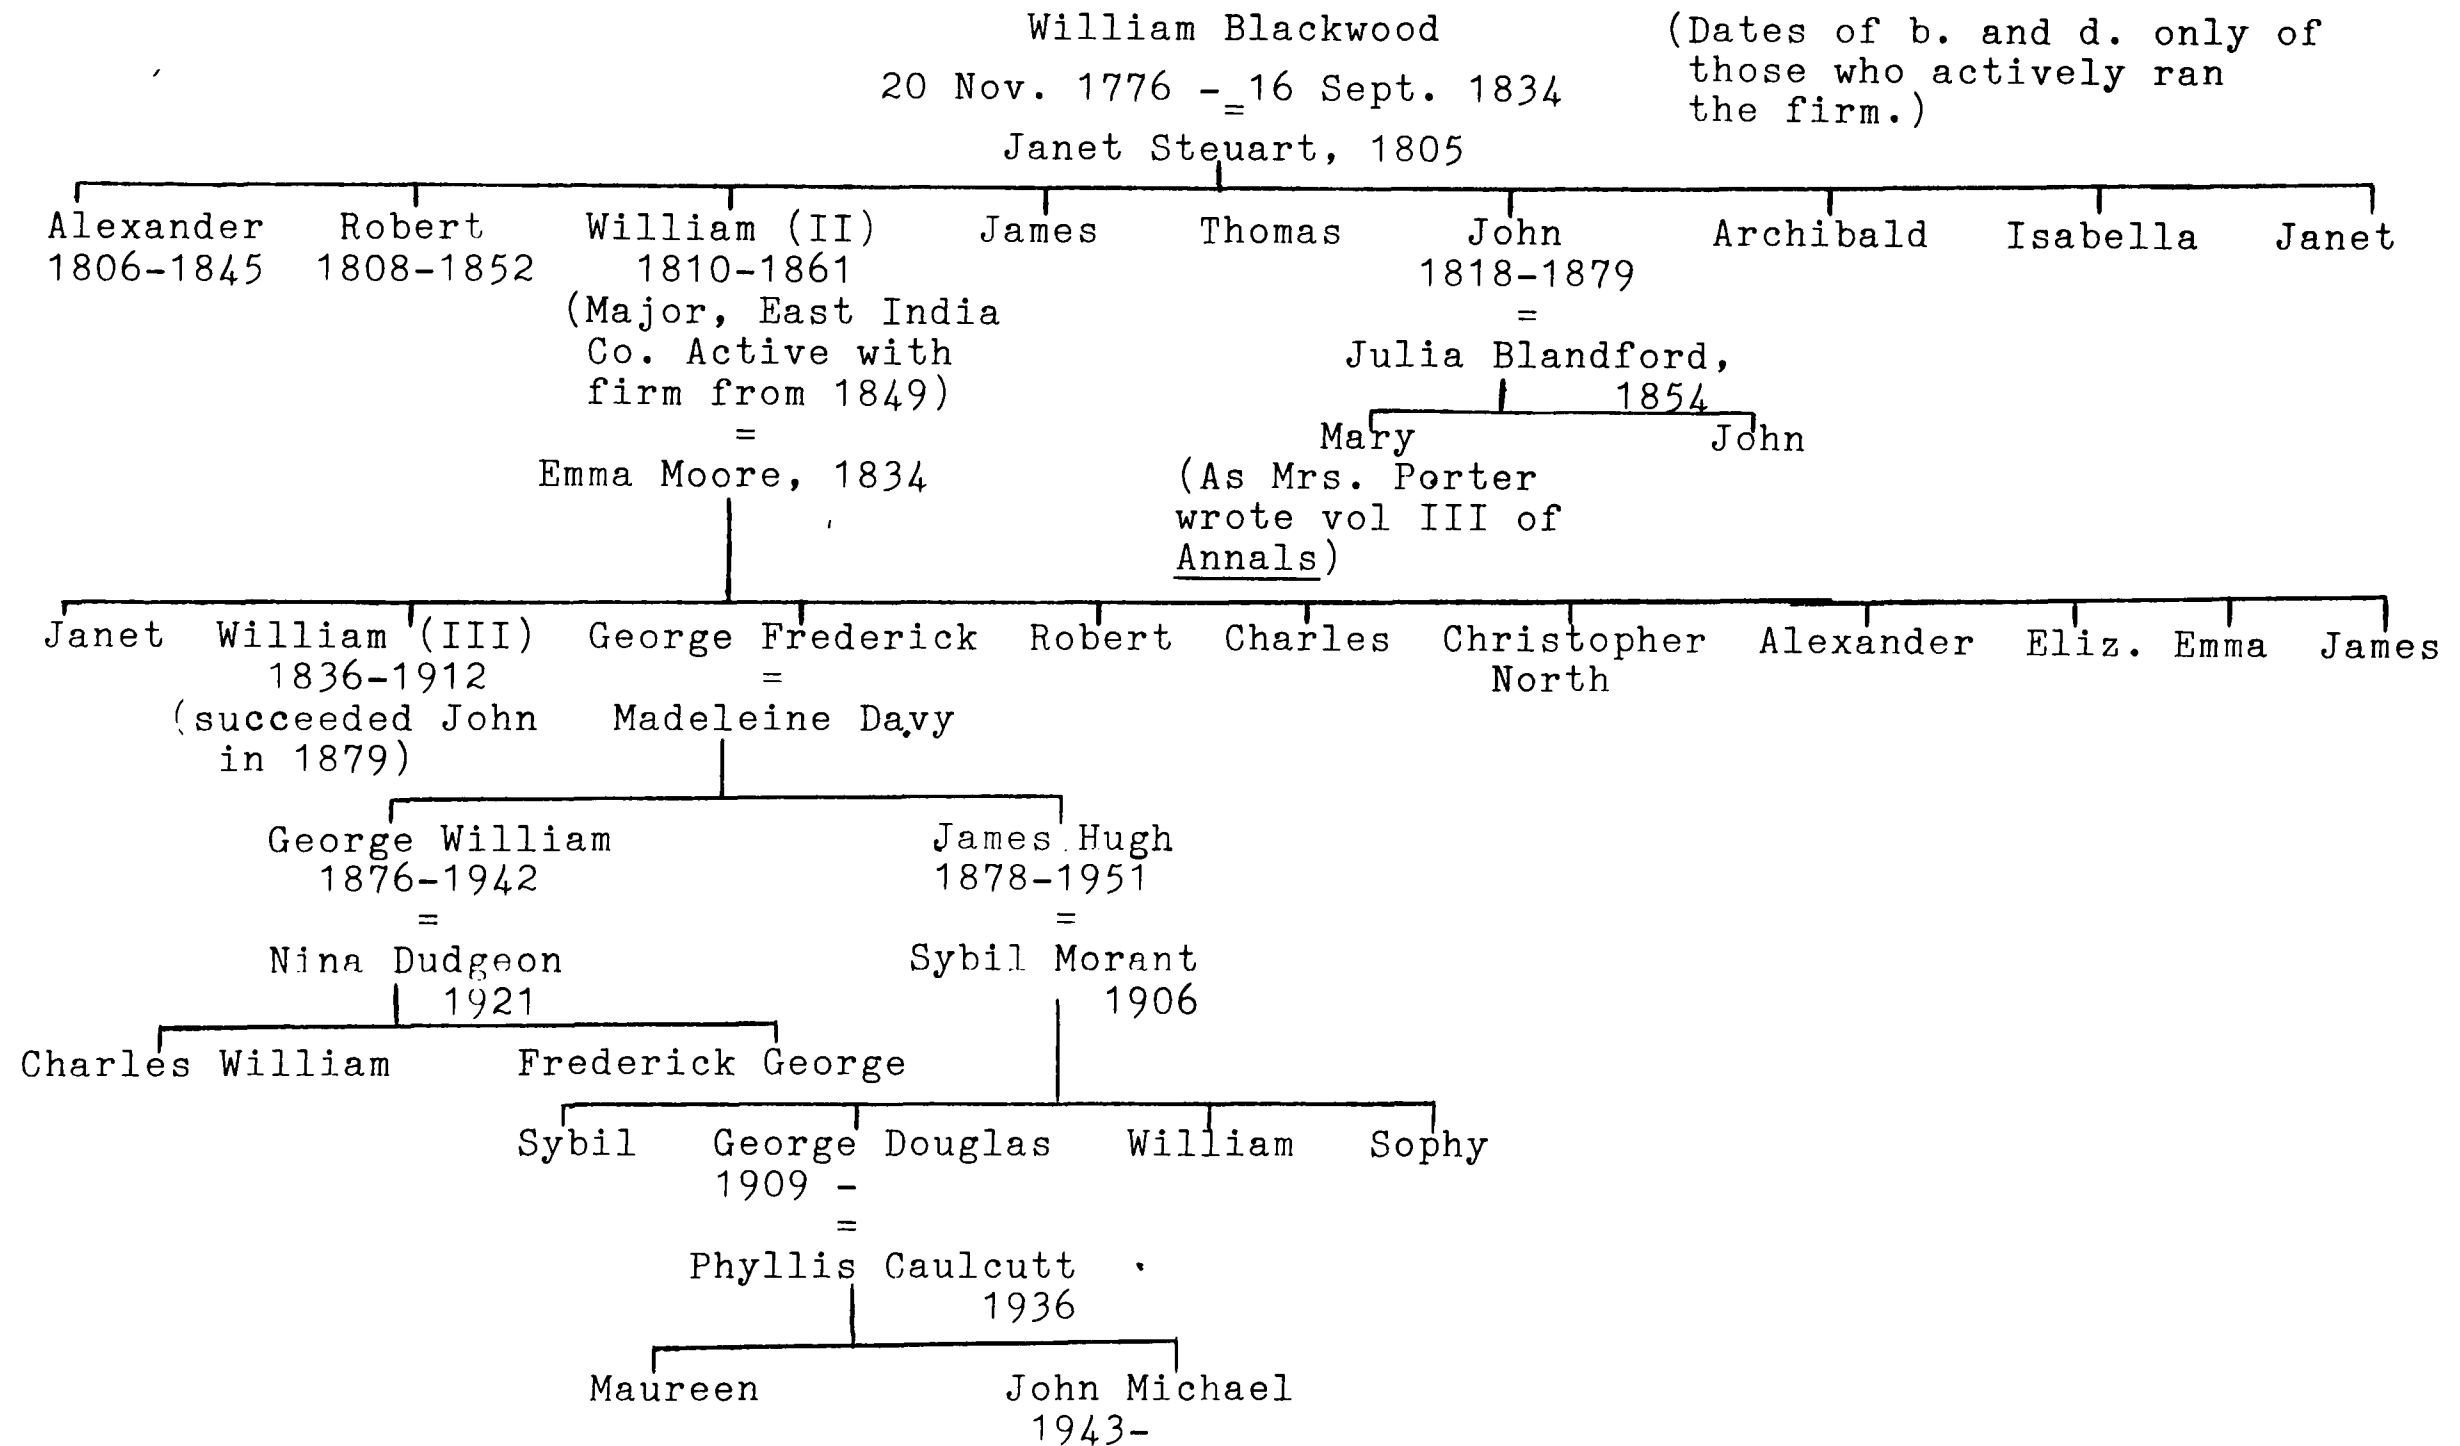 William Blackwood
20 Nov. 1776 - = 16 Sept. 1834
Janet Steuart, 1805
(Dates of b. and d. only of
those who actively ran
the firm.)
Alexander Robert William (II) James Thomas John Archibald Isabella Janet
1806-1845 1808-1852 1810-1861 1818-1879
(Major, East India
Co. Active with
firm from 1849)
=
Emma Moore, 1834
=
Julia Blandford,
1854
Mary John
(As Mrs. Porter
wrote vol III of
Annals)
Janet William (III) George Frederick Robert Charles Christopher Alexander Eliz. Emma James
North
1836-1912
(succeeded John
in 1879)
=
Madeleine Davy
George William James Hugh
1876-1942 1878-1951
= =
Nina Dudgeon Sybil Morant
1921 1906
Charles William Frederick George
Sybil George Douglas William Sophy
1909 -
=
Phyllis Caulcutt
1936
Maureen John Michael
1943-